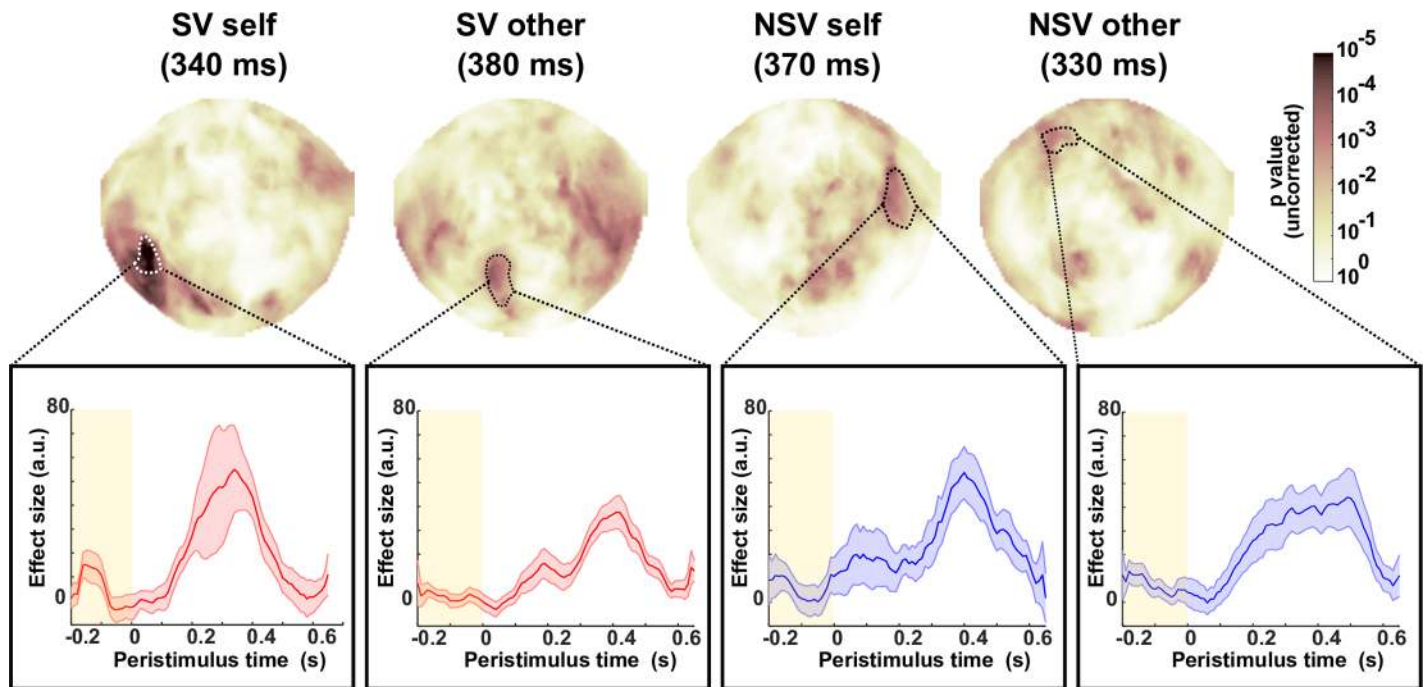 SV self
(340 ms)
SV other
(380 ms)
NSV self
(370 ms)
NSV other
(330 ms)
10-5
10-4
10-3
10-2
10-1
10 0
p value
(uncorrected)
80
0
Effect size (a.u.)
-0.2 0 0.2 0.4 0.6
Peristimulus time (s)
80
0
Effect size (a.u.)
-0.2 0 0.2 0.4 0.6
Peristimulus time (s)
80
0
Effect size (a.u.)
-0.2 0 0.2 0.4 0.6
Peristimulus time (s)
80
0
Effect size (a.u.)
-0.2 0 0.2 0.4 0.6
Peristimulus time (s)